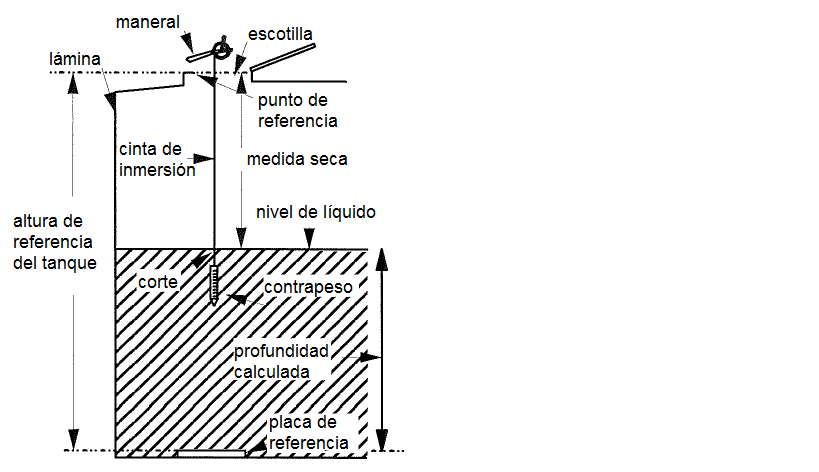 maneral
escotilla
lámina
punto de
referencia
cinta de
inmersión
medida seca
nivel de líquido
altura de
referencia
del tanque
corte
contrapeso
profundidad
calculada
placa de
referencia